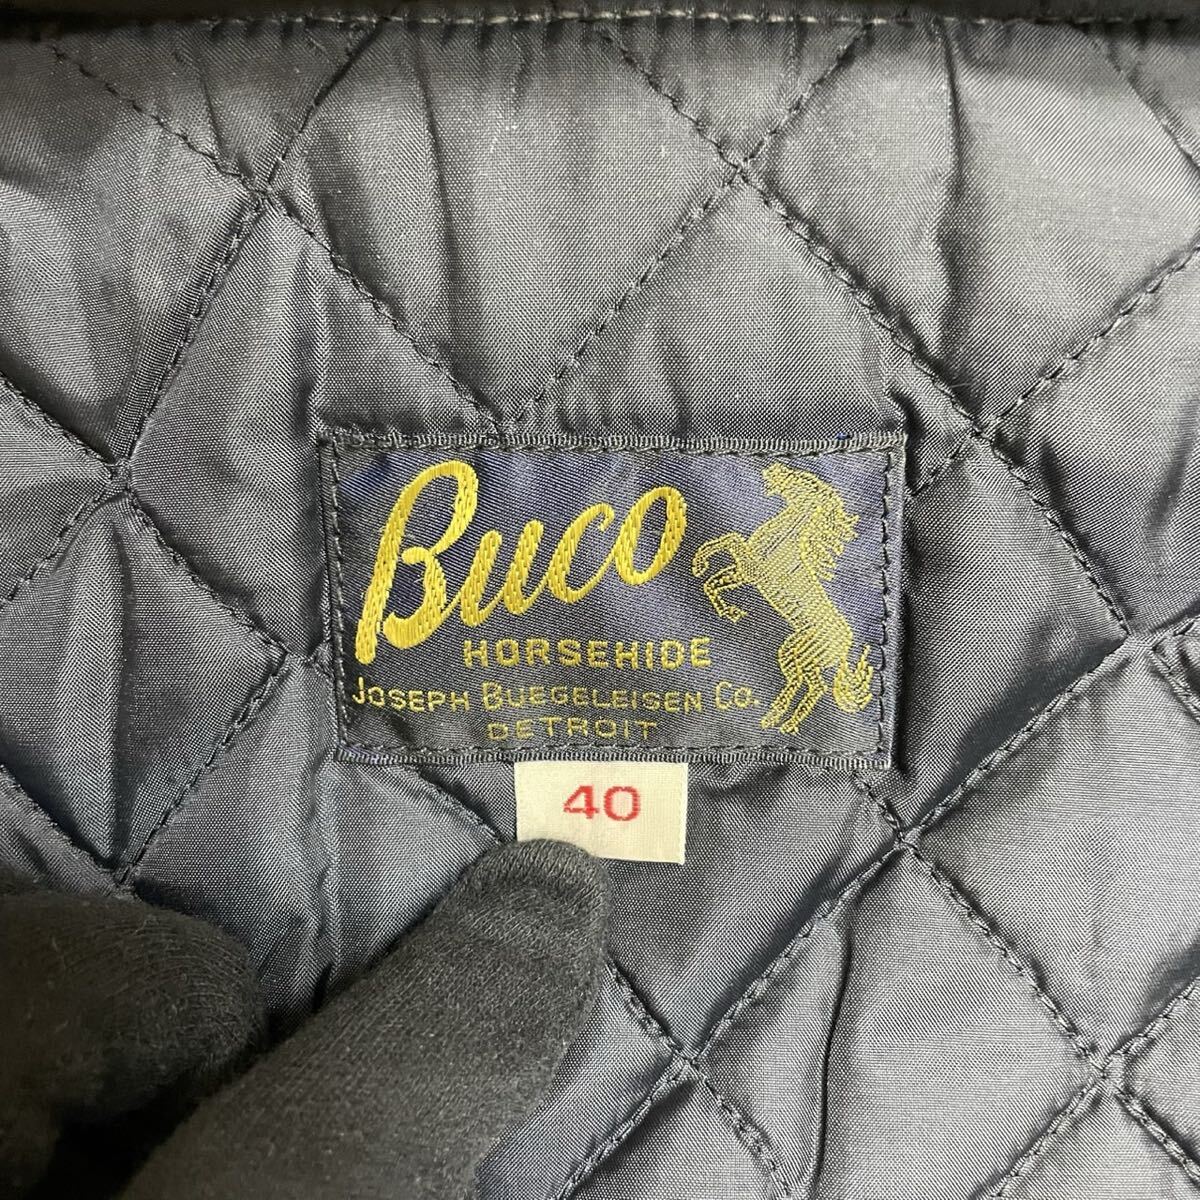 Buco
HORSEHIDE
JOSEPH BUEGELEISEN CO.
DETROIT
40